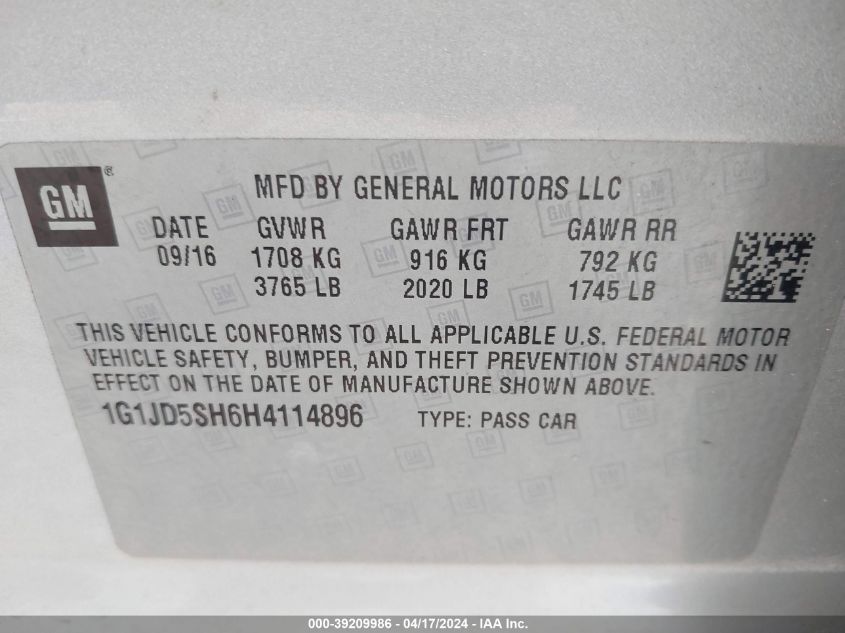 GM
MFD BY GENERAL MOTORS LLC
DATE GVWR GAWR FRT GAWR RR
09/16 1708 KG 916 KG 792 KG
3765 LB 2020 LB 1745 LB
THIS VEHICLE CONFORMS TO ALL APPLICABLE U.S. FEDERAL MOTOR
VEHICLE SAFETY, BUMPER, AND THEFT PREVENTION STANDARDS IN
EFFECT ON THE DATE OF MANUFACTURE SHOWN ABOVE.
1G1JD5SH6H4114896 TYPE: PASS CAR
000-39209986 - 04/17/2024 - IAA Inc.